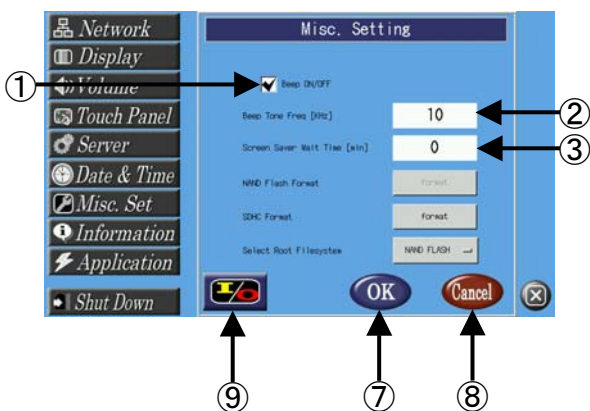 Network
Misc. Setting
Display
① Volume
Beep ON/OFF
Touch Panel
Beep Tone Freq [KHz]
10
②
Server
Screen Saver Wait Time [min]
0
③
Date & Time
NAND Flash Format
format
Misc. Set
SDHC Format
format
Information
Select Root Filesystem
NAND FLASH
Application
I/O
OK
Cancel
Shut Down
⑨
⑦
⑧